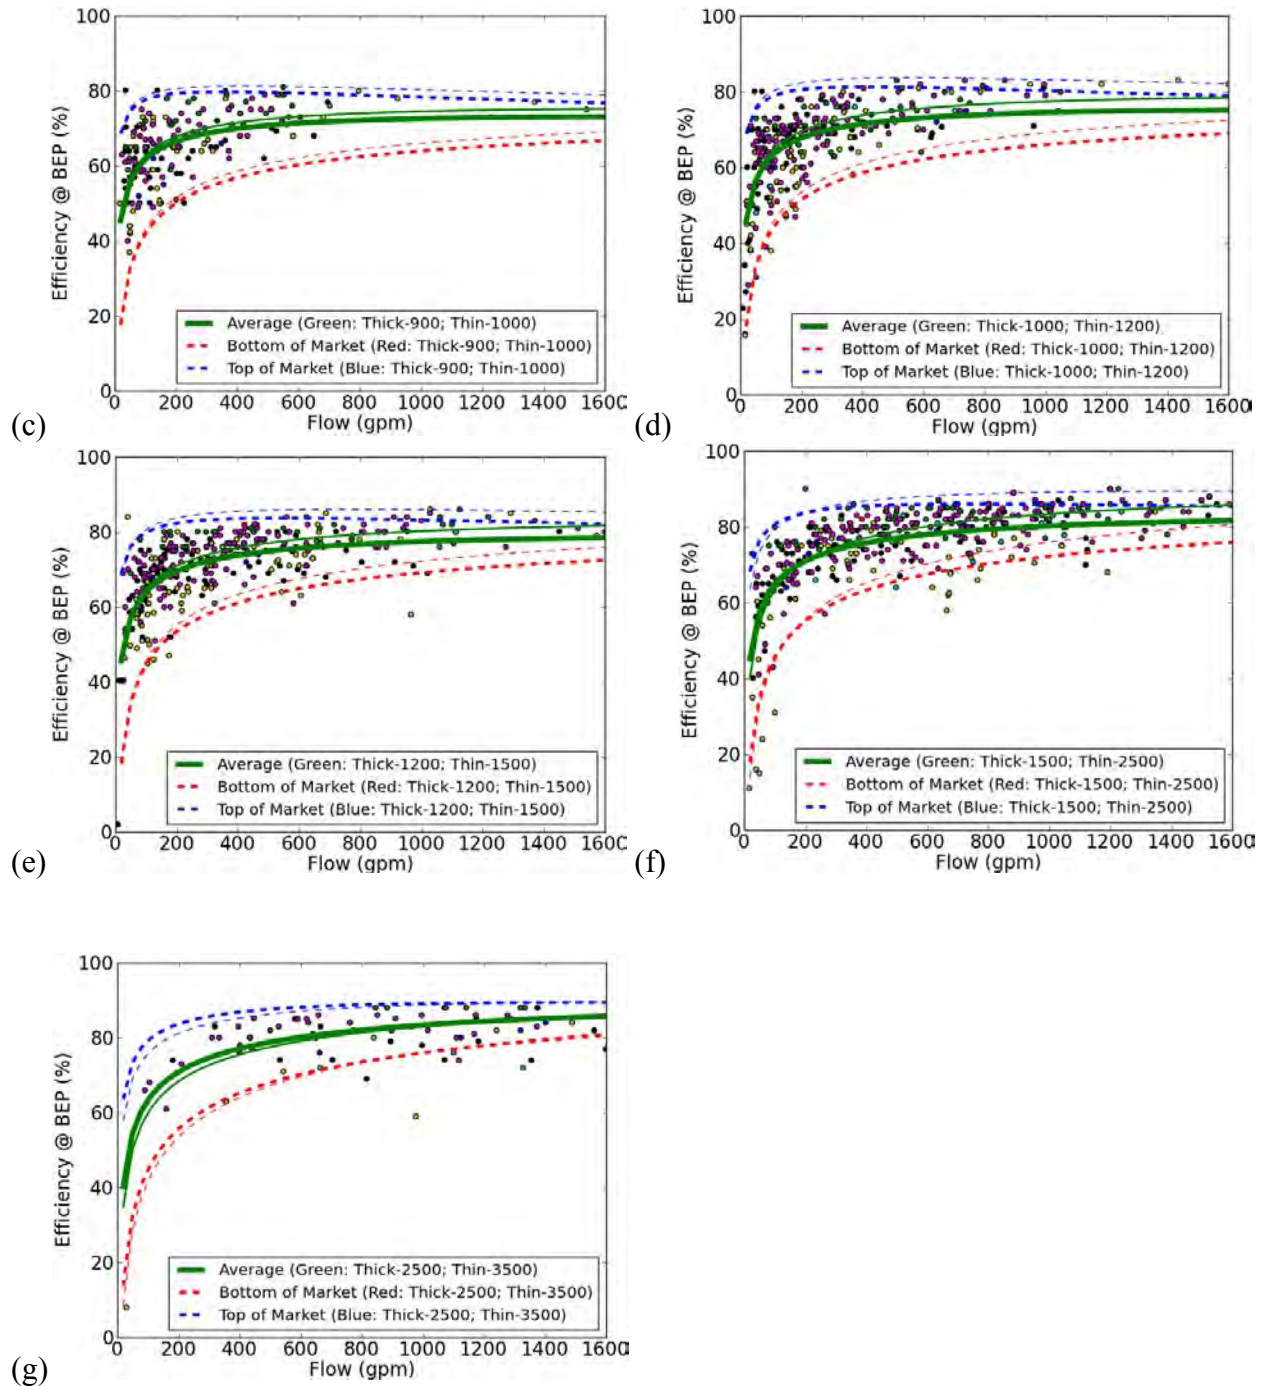 100
80
60
40
20
0
Efficiency @ BEP (%)
Average (Green: Thick-900; Thin-1000)
Bottom of Market (Red: Thick-900; Thin-1000)
Top of Market (Blue: Thick-900; Thin-1000)
0 200 400 600 800 1000 1200 1400 1600
Flow (gpm)
(c)
100
80
60
40
20
0
Efficiency @ BEP (%)
Average (Green: Thick-1000; Thin-1200)
Bottom of Market (Red: Thick-1000; Thin-1200)
Top of Market (Blue: Thick-1000; Thin-1200)
0 200 400 600 800 1000 1200 1400 1600
Flow (gpm)
(d)
100
80
60
40
20
0
Efficiency @ BEP (%)
Average (Green: Thick-1200; Thin-1500)
Bottom of Market (Red: Thick-1200; Thin-1500)
Top of Market (Blue: Thick-1200; Thin-1500)
0 200 400 600 800 1000 1200 1400 1600
Flow (gpm)
(e)
100
80
60
40
20
0
Efficiency @ BEP (%)
Average (Green: Thick-1500; Thin-2500)
Bottom of Market (Red: Thick-1500; Thin-2500)
Top of Market (Blue: Thick-1500; Thin-2500)
0 200 400 600 800 1000 1200 1400 1600
Flow (gpm)
(f)
100
80
60
40
20
0
Efficiency @ BEP (%)
Average (Green: Thick-2500; Thin-3500)
Bottom of Market (Red: Thick-2500; Thin-3500)
Top of Market (Blue: Thick-2500; Thin-3500)
0 200 400 600 800 1000 1200 1400 1600
Flow (gpm)
(g)